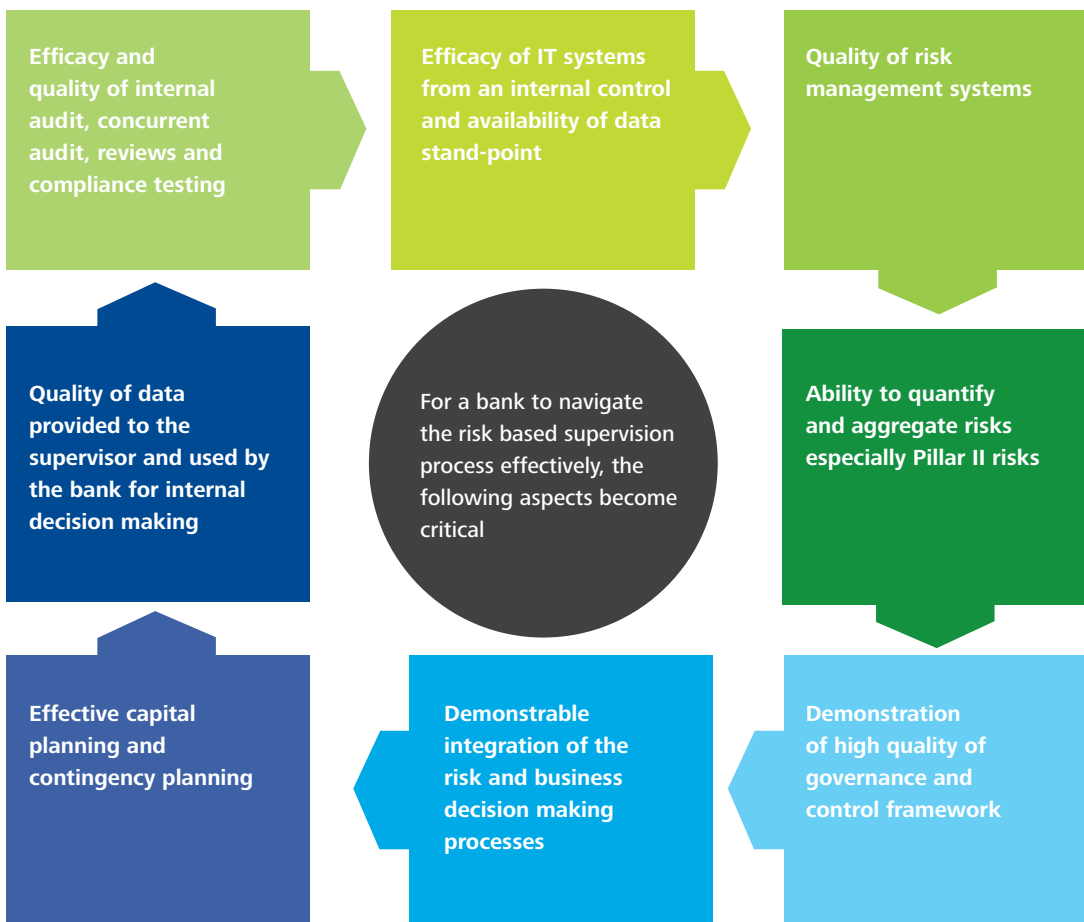 Efficacy and
quality of internal
audit, concurrent
audit, reviews and
compliance testing
Efficacy of IT systems
from an internal control
and availability of data
stand-point
Quality of risk
management systems
Quality of data
provided to the
supervisor and used by
the bank for internal
decision making
For a bank to navigate
the risk based supervision
process effectively, the
following aspects become
critical
Ability to quantify
and aggregate risks
especially Pillar II risks
Effective capital
planning and
contingency planning
Demonstrable
integration of the
risk and business
decision making
processes
Demonstration
of high quality of
governance and
control framework